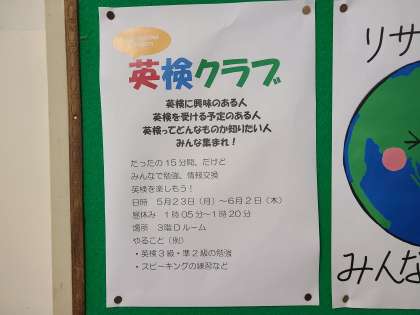 英検クラブ
英検に興味のある人
英検を受ける予定のある人
英検ってどんなものか知りたい人
みんな集まれ！
たったの15分間、だけど
みんなで勉強、情報交換
英検を楽しもう！
日時　5月23日（月）～6月2日（木）
昼休み　1時05分～1時20分
場所　3階Dルーム
やること（例）
・英検3級・準2級の勉強
・スピーキングの練習など
リサ
みんな